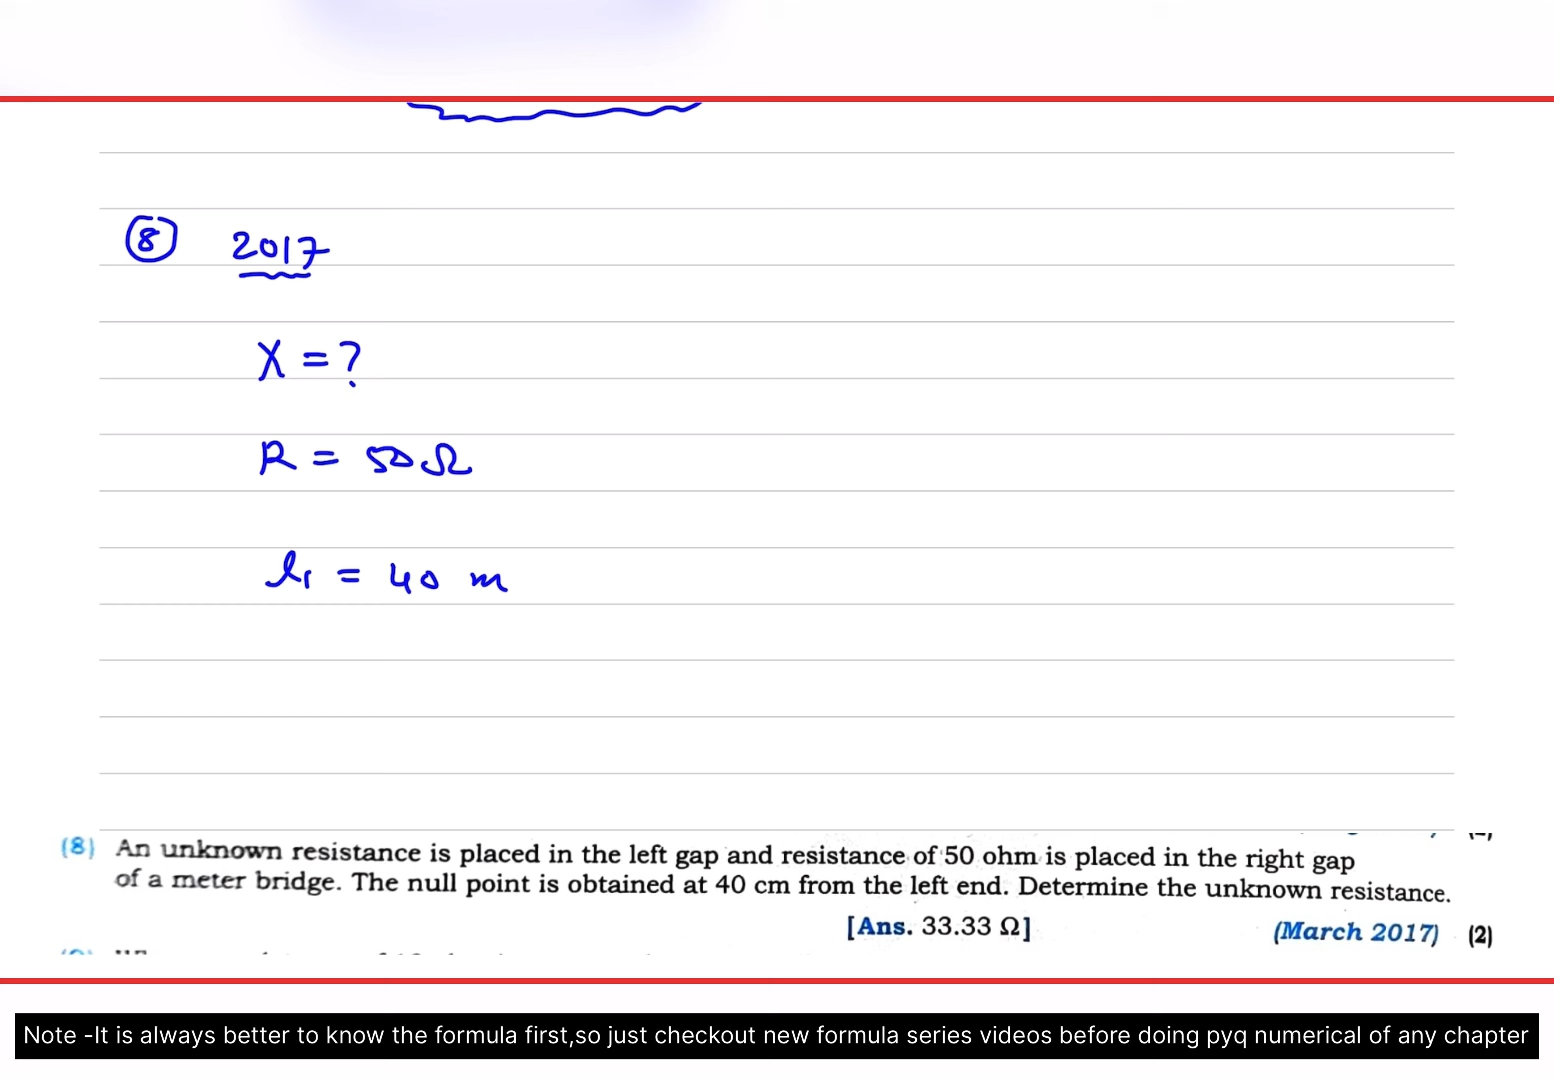 ⑧ 2017
X = ?
R = 50 Ω
l₁ = 40 m
(8) An unknown resistance is placed in the left gap and resistance of 50 ohm is placed in the right gap
of a meter bridge. The null point is obtained at 40 cm from the left end. Determine the unknown resistance.
[Ans. 33.33 Ω] (March 2017) (2)
Note -It is always better to know the formula first,so just checkout new formula series videos before doing pyq numerical of any chapter